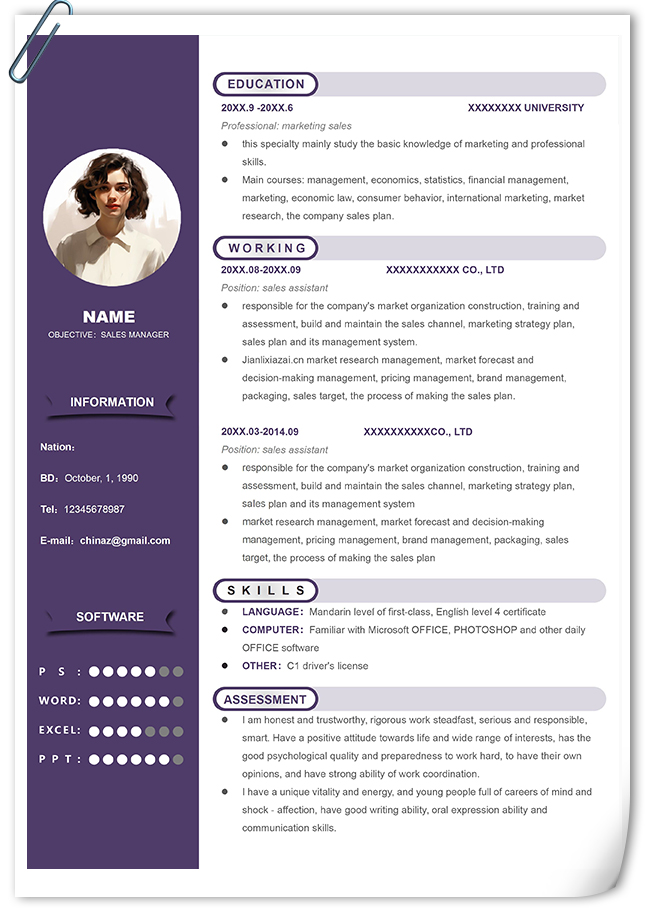 NAME
OBJECTIVE: SALES MANAGER
INFORMATION
Nation:
BD: October, 1, 1990
Tel: 12345678987
E-mail: chinaz@gmail.com
SOFTWARE
PS:
WORD:
EXCEL:
PPT:
EDUCATION
20XX.9 -20XX.6 XXXXXXXX UNIVERSITY
Professional: marketing sales
● this specialty mainly study the basic knowledge of marketing and professional
skills.
● Main courses: management, economics, statistics, financial management,
marketing, economic law, consumer behavior, international marketing, market
research, the company sales plan.
WORKING
20XX.08-20XX.09 XXXXXXXXXXX CO., LTD
Position: sales assistant
● responsible for the company's market organization construction, training and
assessment, build and maintain the sales channel, marketing strategy plan,
sales plan and its management system.
● Jianlixiazai.cn market research management, market forecast and
decision-making management, pricing management, brand management,
packaging, sales target, the process of making the sales plan.
20XX.03-2014.09 XXXXXXXXXXCO., LTD
Position: sales assistant
● responsible for the company's market organization construction, training and
assessment, build and maintain the sales channel, marketing strategy plan,
sales plan and its management system
● market research management, market forecast and decision-making
management, pricing management, brand management, packaging, sales
target, the process of making the sales plan
SKILLS
● LANGUAGE: Mandarin level of first-class, English level 4 certificate
● COMPUTER: Familiar with Microsoft OFFICE, PHOTOSHOP and other daily
OFFICE software
● OTHER: C1 driver's license
ASSESSMENT
● I am honest and trustworthy, rigorous work steadfast, serious and responsible,
smart. Have a positive attitude towards life and wide range of interests, has the
good psychological quality and preparedness to work hard, to have their own
opinions, and have strong ability of work coordination.
● I have a unique vitality and energy, and young people full of careers of mind and
shock - affection, have good writing ability, oral expression ability and
communication skills.